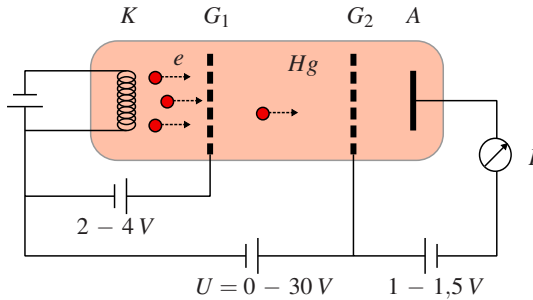 K G₁ G₂ A
e Hg
I
2 – 4 V
U = 0 – 30 V 1 – 1,5 V